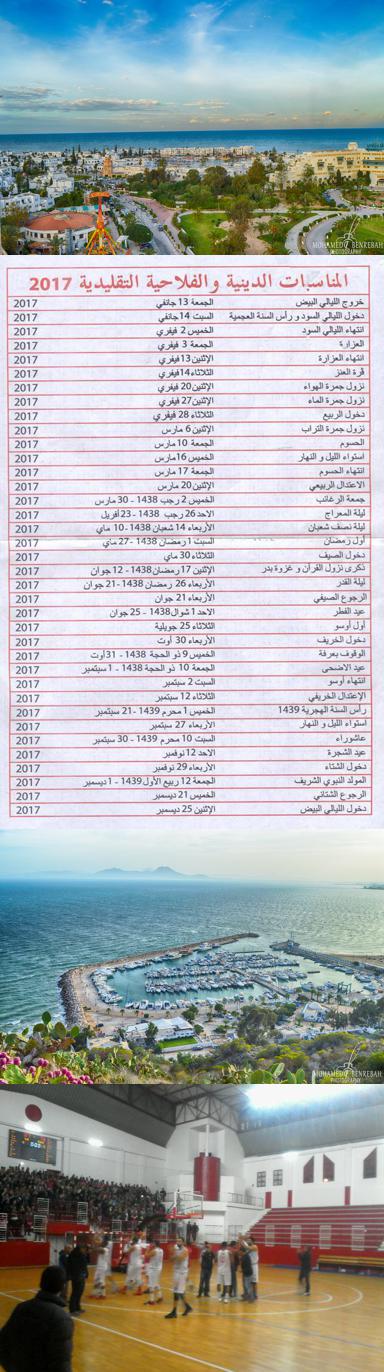 MOHAMED BENREBAH
PHOTOGRAPHY
المناسبات الدينية والفلاحية التقليدية 2017
خروج الليالي البيض الجمعة 13 جانفي 2017
دخول الليالي السود و رأس السنة العجمية السبت 14جانفي 2017
انتهاء الليالي السود الخميس 2 فيفري 2017
العزارة الجمعة 3 فيفري 2017
انتهاء العزارة الإثنين 13 فيفري 2017
قرة العنز الثلاثاء 14 فيفري 2017
نزول جمرة الهواء الإثنين 20 فيفري 2017
نزول جمرة الماء الإثنين 27 فيفري 2017
دخول الربيع الثلاثاء 28 فيفري 2017
نزول جمرة التراب الإثنين 6 مارس 2017
الحسوم الجمعة 10 مارس 2017
استواء الليل و النهار الخميس 16 مارس 2017
انتهاء الحسوم الجمعة 17 مارس 2017
الاعتدال الربيعي الإثنين 20 مارس 2017
جمعة الرغائب الخميس 2 رجب 1438 - 30 مارس 2017
ليلة المعراج الاحد 26 رجب 1438 - 23 أفريل 2017
ليلة نصف شعبان الأربعاء 14 شعبان 1438 - 10 ماي 2017
أول رمضان السبت 1 رمضان 1438 - 27 ماي 2017
دخول الصيف الثلاثاء 30 ماي 2017
ذكرى نزول القرآن و غزوة بدر الإثنين 17 رمضان 1438 - 12 جوان 2017
ليلة القدر الأربعاء 26 رمضان 1438 - 21 جوان 2017
الرجوع الصيفي الأربعاء 21 جوان 2017
عيد الفطر الاحد 1 شوال 1438 - 25 جوان 2017
أول أوسو الثلاثاء 25 جويلية 2017
دخول الخريف الأربعاء 30 أوت 2017
الوقوف بعرفة الخميس 9 ذو الحجة 1438 - 31 أوت 2017
عيد الاضحى الجمعة 10 ذو الحجة 1438 - 1 سبتمبر 2017
انتهاء أوسو السبت 2 سبتمبر 2017
الإعتدال الخريفي الثلاثاء 12 سبتمبر 2017
رأس السنة الهجرية 1439 الخميس 1 محرم 1439 - 21 سبتمبر 2017
استواء الليل و النهار الأربعاء 27 سبتمبر 2017
عاشوراء السبت 10 محرم 1439 - 30 سبتمبر 2017
عيد الشجرة الاحد 12 نوفمبر 2017
دخول الشتاء الأربعاء 29 نوفمبر 2017
المولد النبوي الشريف الجمعة 12 ربيع الأول 1439 - 1 ديسمبر 2017
الرجوع الشتائي الخميس 21 ديسمبر 2017
دخول الليالي البيض الإثنين 25 ديسمبر 2017
MOHAMED BENREBAH
PHOTOGRAPHY